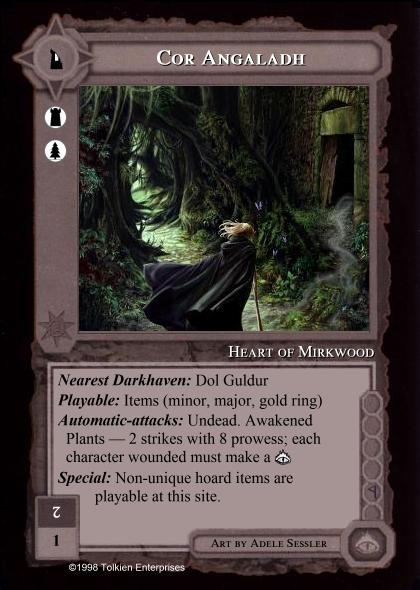 COR ANGALADH
HEART OF MIRKWOOD
Nearest Darkhaven: Dol Guldur
Playable: Items (minor, major, gold ring)
Automatic-attacks: Undead. Awakened
Plants — 2 strikes with 8 prowess; each
character wounded must make a
Special: Non-unique hoard items are
playable at this site.
2
1
ART BY ADELE SESSLER
©1998 Tolkien Enterprises